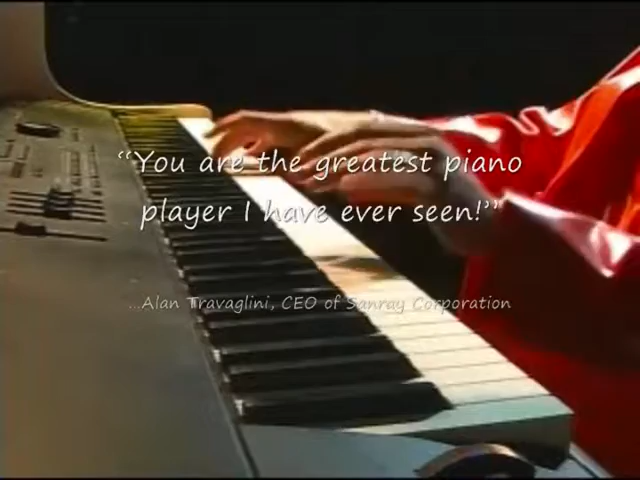 “You are the greatest piano
player I have ever seen!”
...Alan Travaglini, CEO of Sanray Corporation